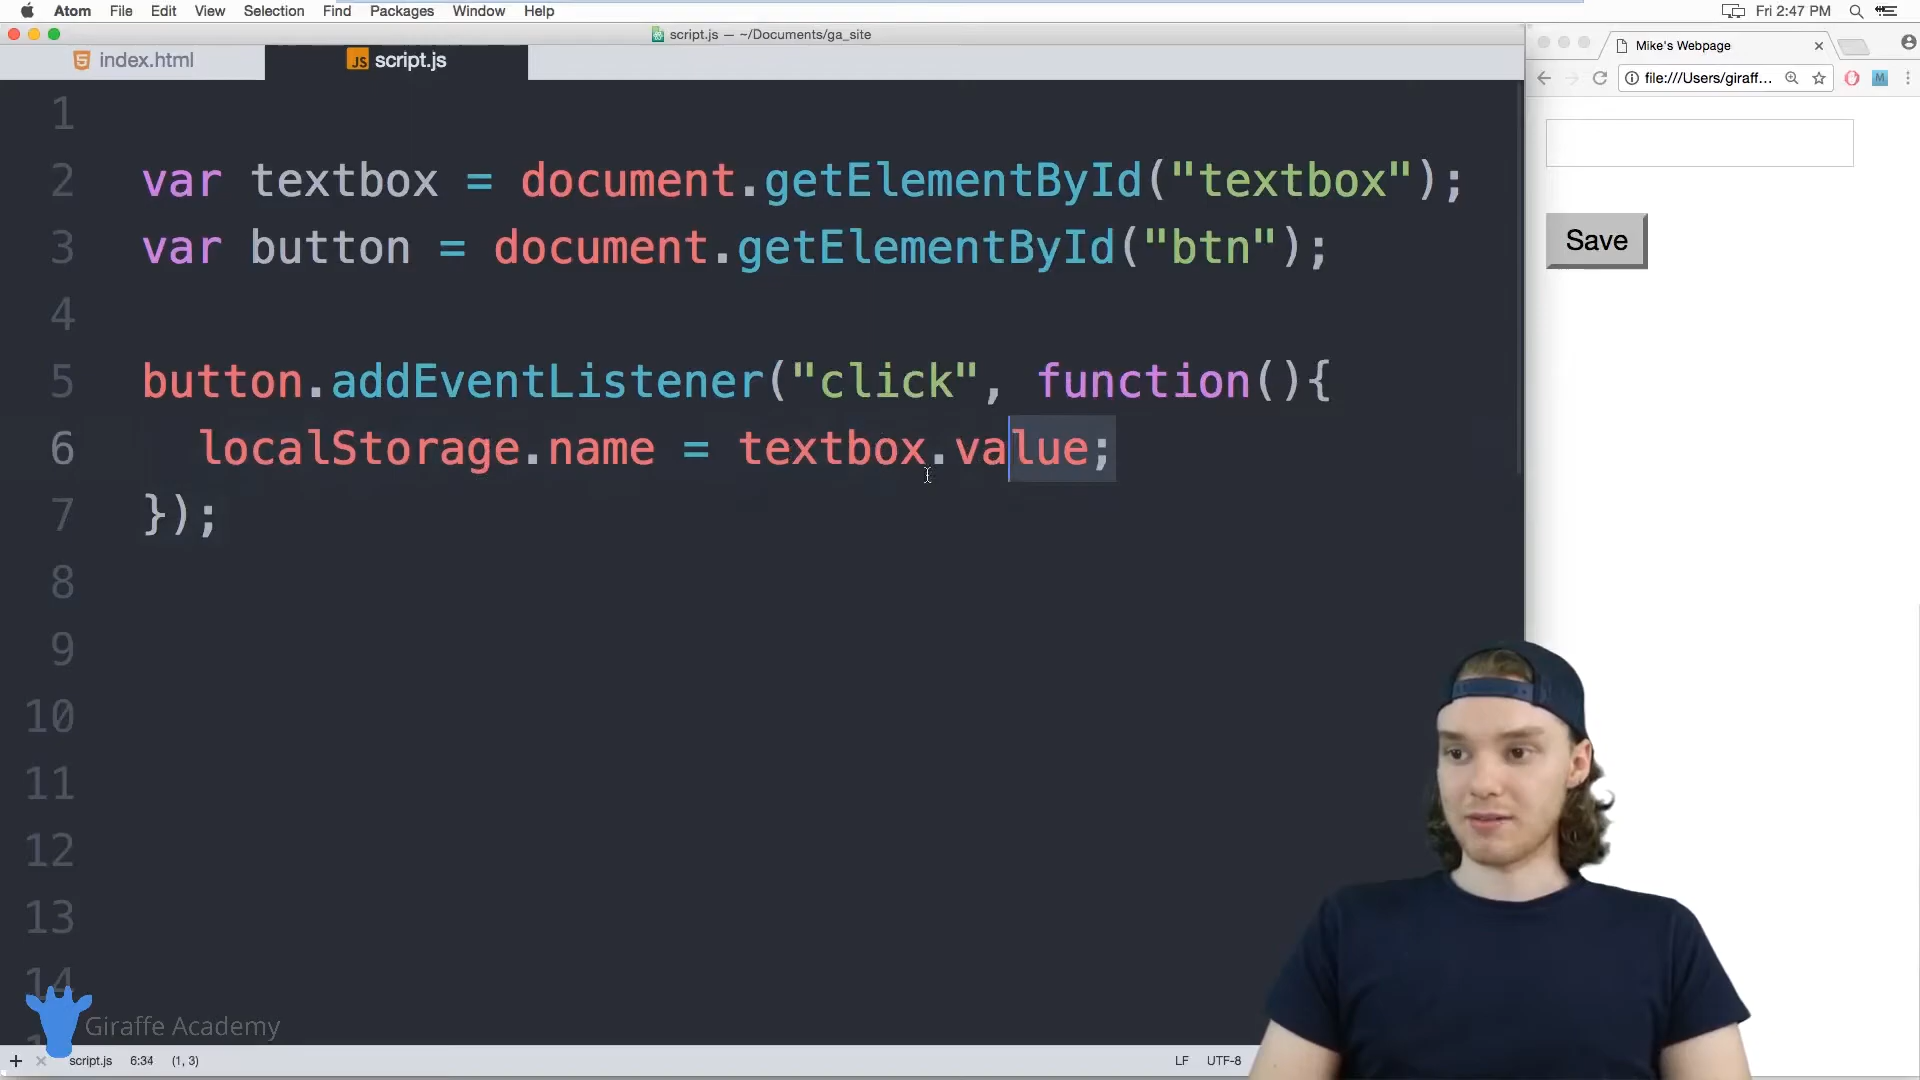 Atom File Edit View Selection Find Packages Window Help Fri 2:47 PM
script.js — ~/Documents/ga_site
index.html
JS script.js
Mike's Webpage
file:///Users/giraff...
M
1
2 var textbox = document.getElementById("textbox");
3 var button = document.getElementById("btn");
4
5 button.addEventListener("click", function(){
6 localStorage.name = textbox.value;
7 });
8
9
10
11
12
13
14
Save
Giraffe Academy
script.js 6:34 (1, 3) LF UTF-8